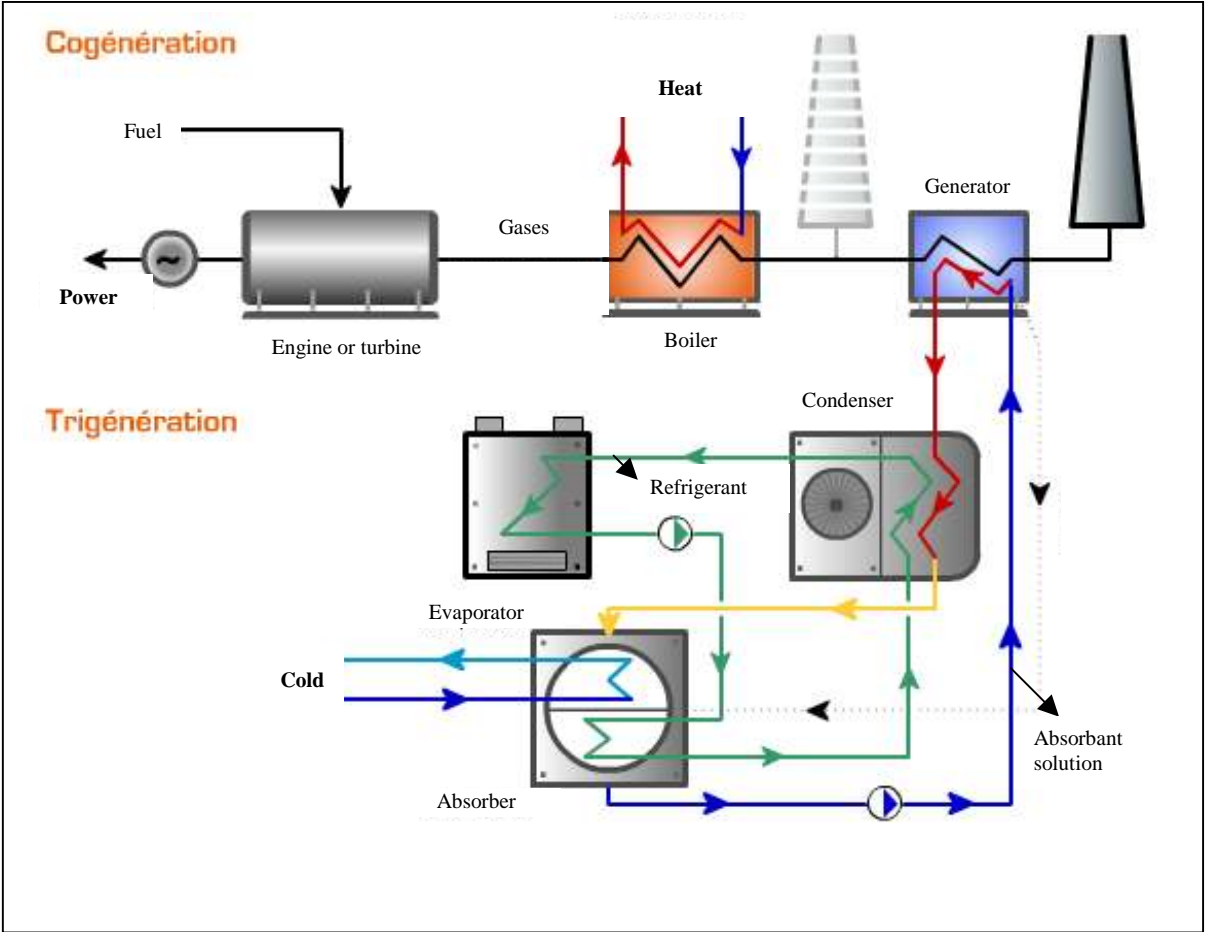 Cogénération
Heat
Fuel
Generator
Gases
Power
Engine or turbine
Boiler
Trigénération
Condenser
Refrigerant
Evaporator
Cold
Absorbant
solution
Absorber